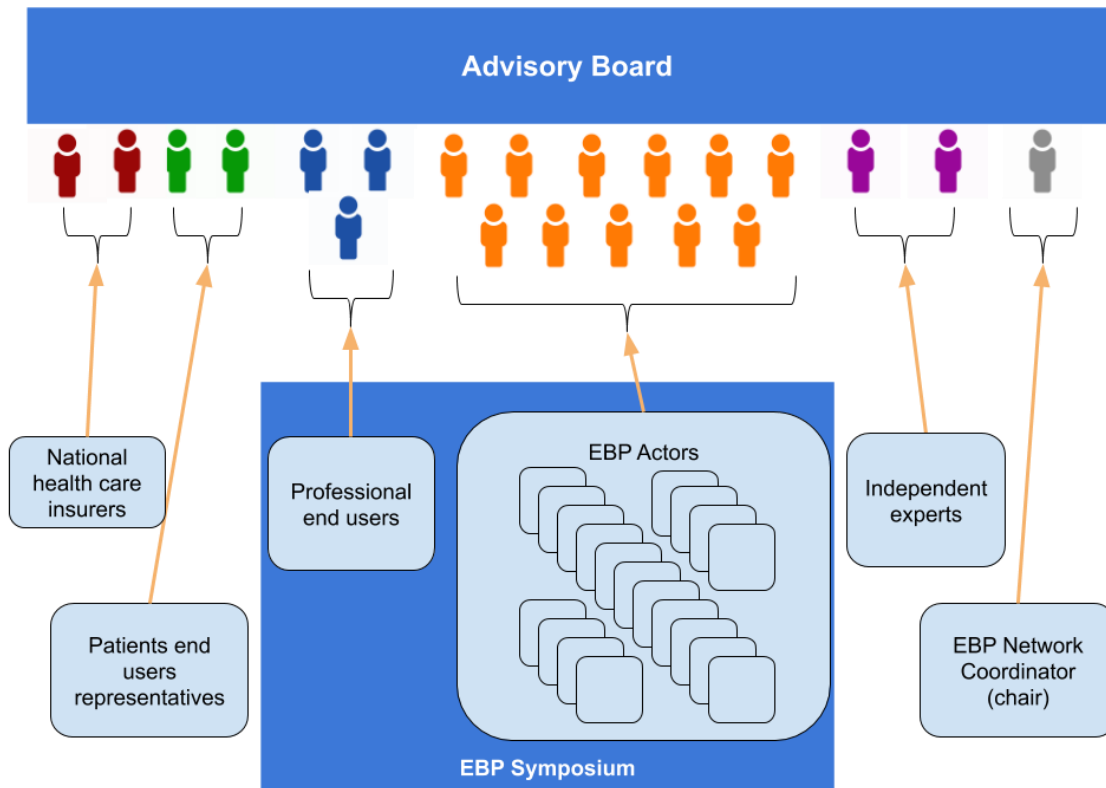 Advisory Board
National
health care
insurers
Professional
end users
EBP Actors
Independent
experts
Patients end
users
representatives
EBP Network
Coordinator
(chair)
EBP Symposium